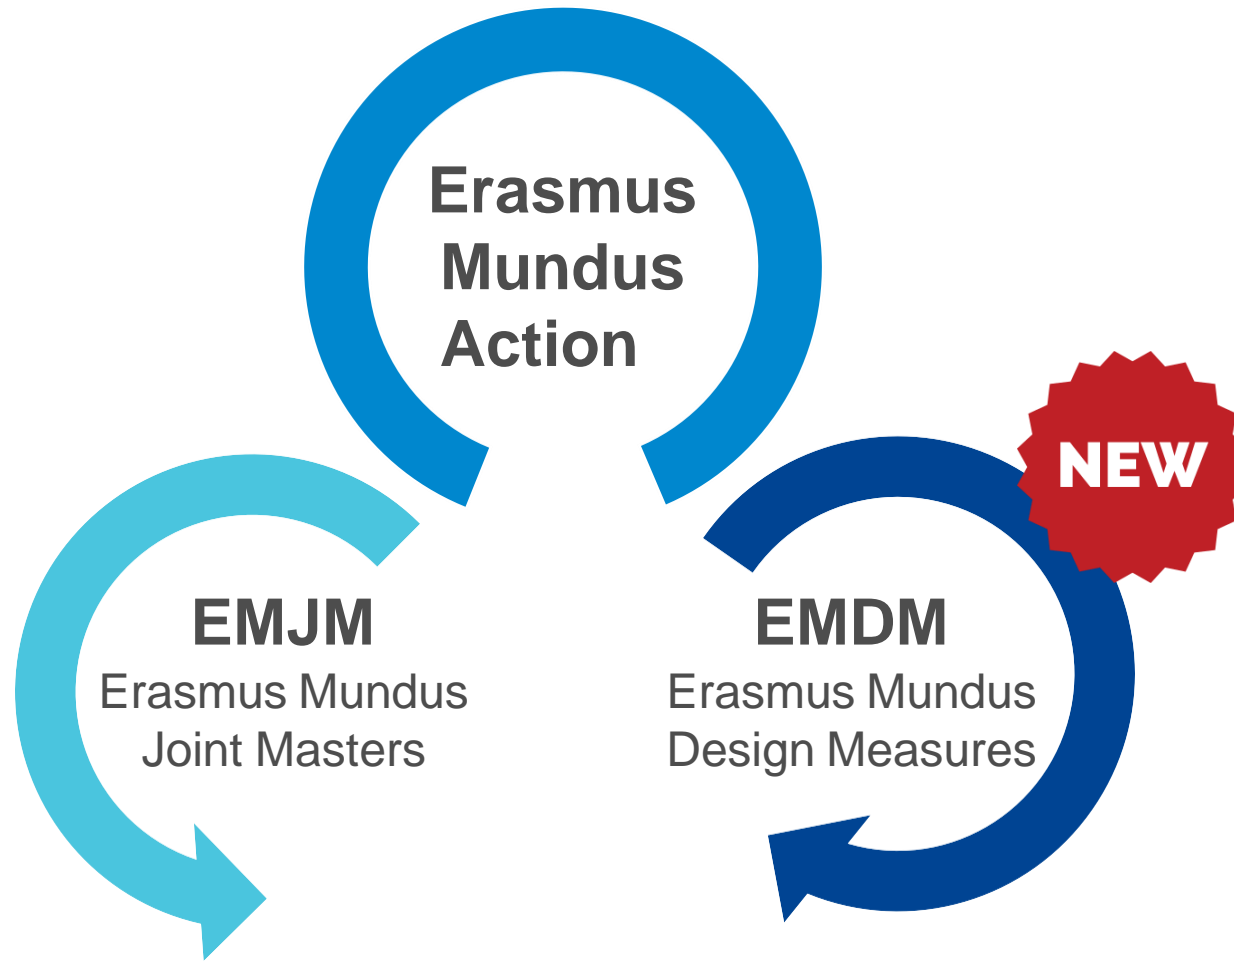 Erasmus
Mundus
Action
NEW
EMJM
Erasmus Mundus
Joint Masters
EMDM
Erasmus Mundus
Design Measures